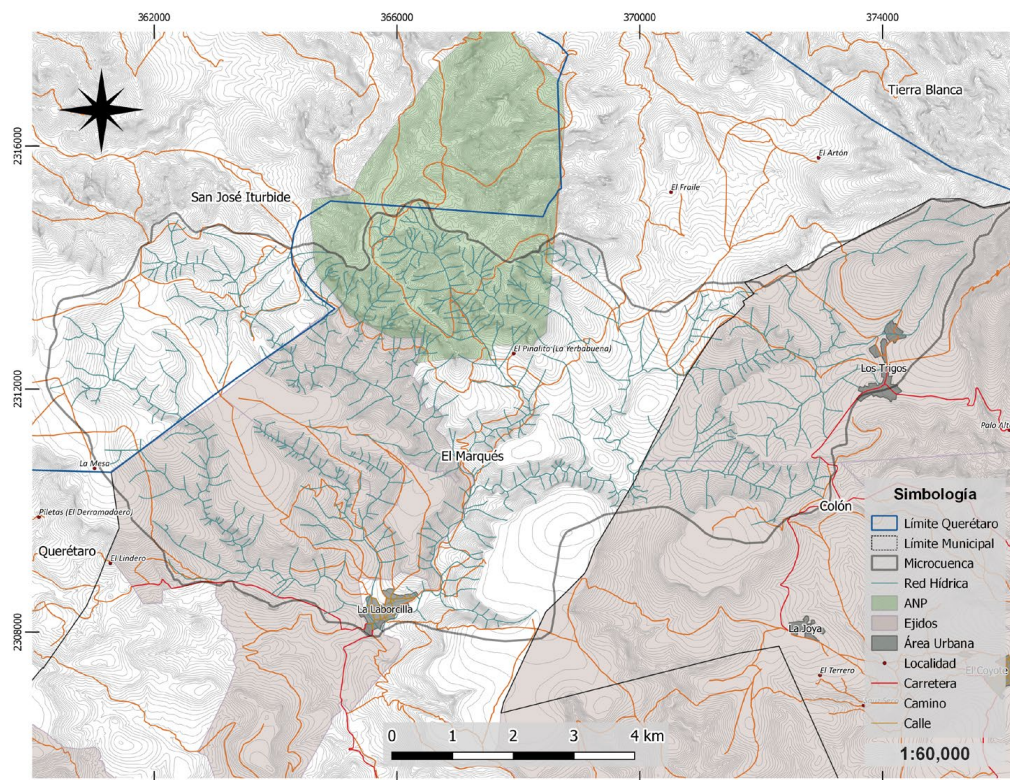 362000
366000
370000
374000
2316000
2312000
2308000
Tierra Blanca
El Artón
El Fraile
San José Iturbide
El Pinalito (La Yerbabuena)
Los Trigos
El Marqués
La Mesa
Colón
Piletas (El Derramadero)
Querétaro
El Lindero
La Laborcilla
La Joya
El Terrero
El Coyote
Simbología
Límite Querétaro
Límite Municipal
Microcuenca
Red Hídrica
ANP
Ejidos
Área Urbana
Localidad
Carretera
Camino
Calle
1:60,000
0 1 2 3 4 km